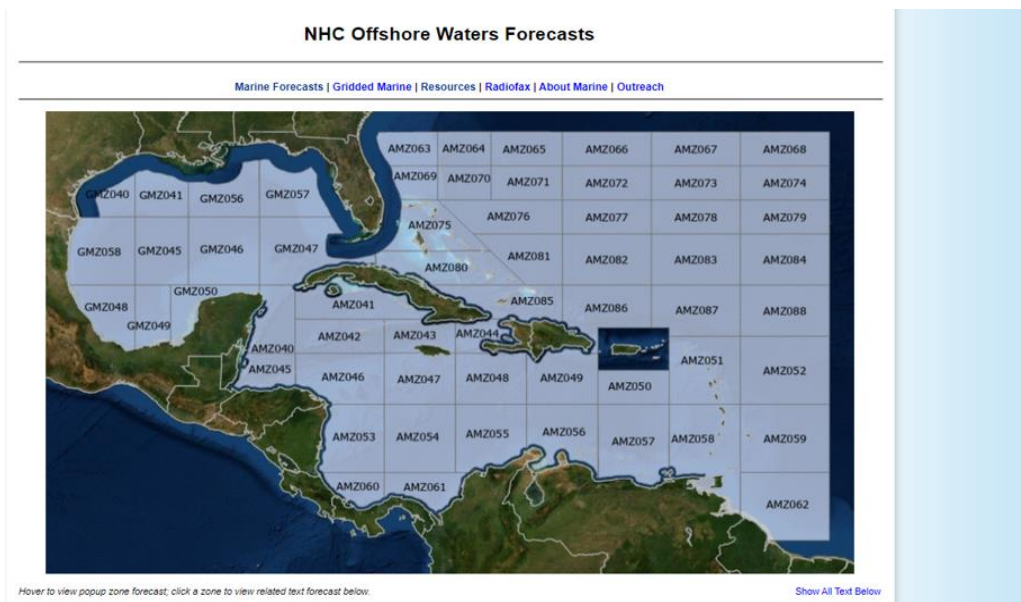 NHC Offshore Waters Forecasts
Marine Forecasts | Gridded Marine | Resources | Radiofax | About Marine | Outreach
AMZ063 AMZ064 AMZ065 AMZ066 AMZ067 AMZ068
GMZ040 GMZ041 GMZ056 GMZ057 AMZ069 AMZ070 AMZ071 AMZ072 AMZ073 AMZ074
AMZ075 AMZ076 AMZ077 AMZ078 AMZ079
GMZ058 GMZ045 GMZ046 GMZ047 AMZ080 AMZ081 AMZ082 AMZ083 AMZ084
GMZ048 GMZ049 GMZ050 AMZ041 AMZ085 AMZ086 AMZ087 AMZ088
AMZ040 AMZ042 AMZ043 AMZ044 AMZ051 AMZ052
AMZ045 AMZ046 AMZ047 AMZ048 AMZ049 AMZ050
AMZ053 AMZ054 AMZ055 AMZ056 AMZ057 AMZ058 AMZ059
AMZ060 AMZ061 AMZ062
Hover to view popup zone forecast; click a zone to view related text forecast below.
Show All Text Below